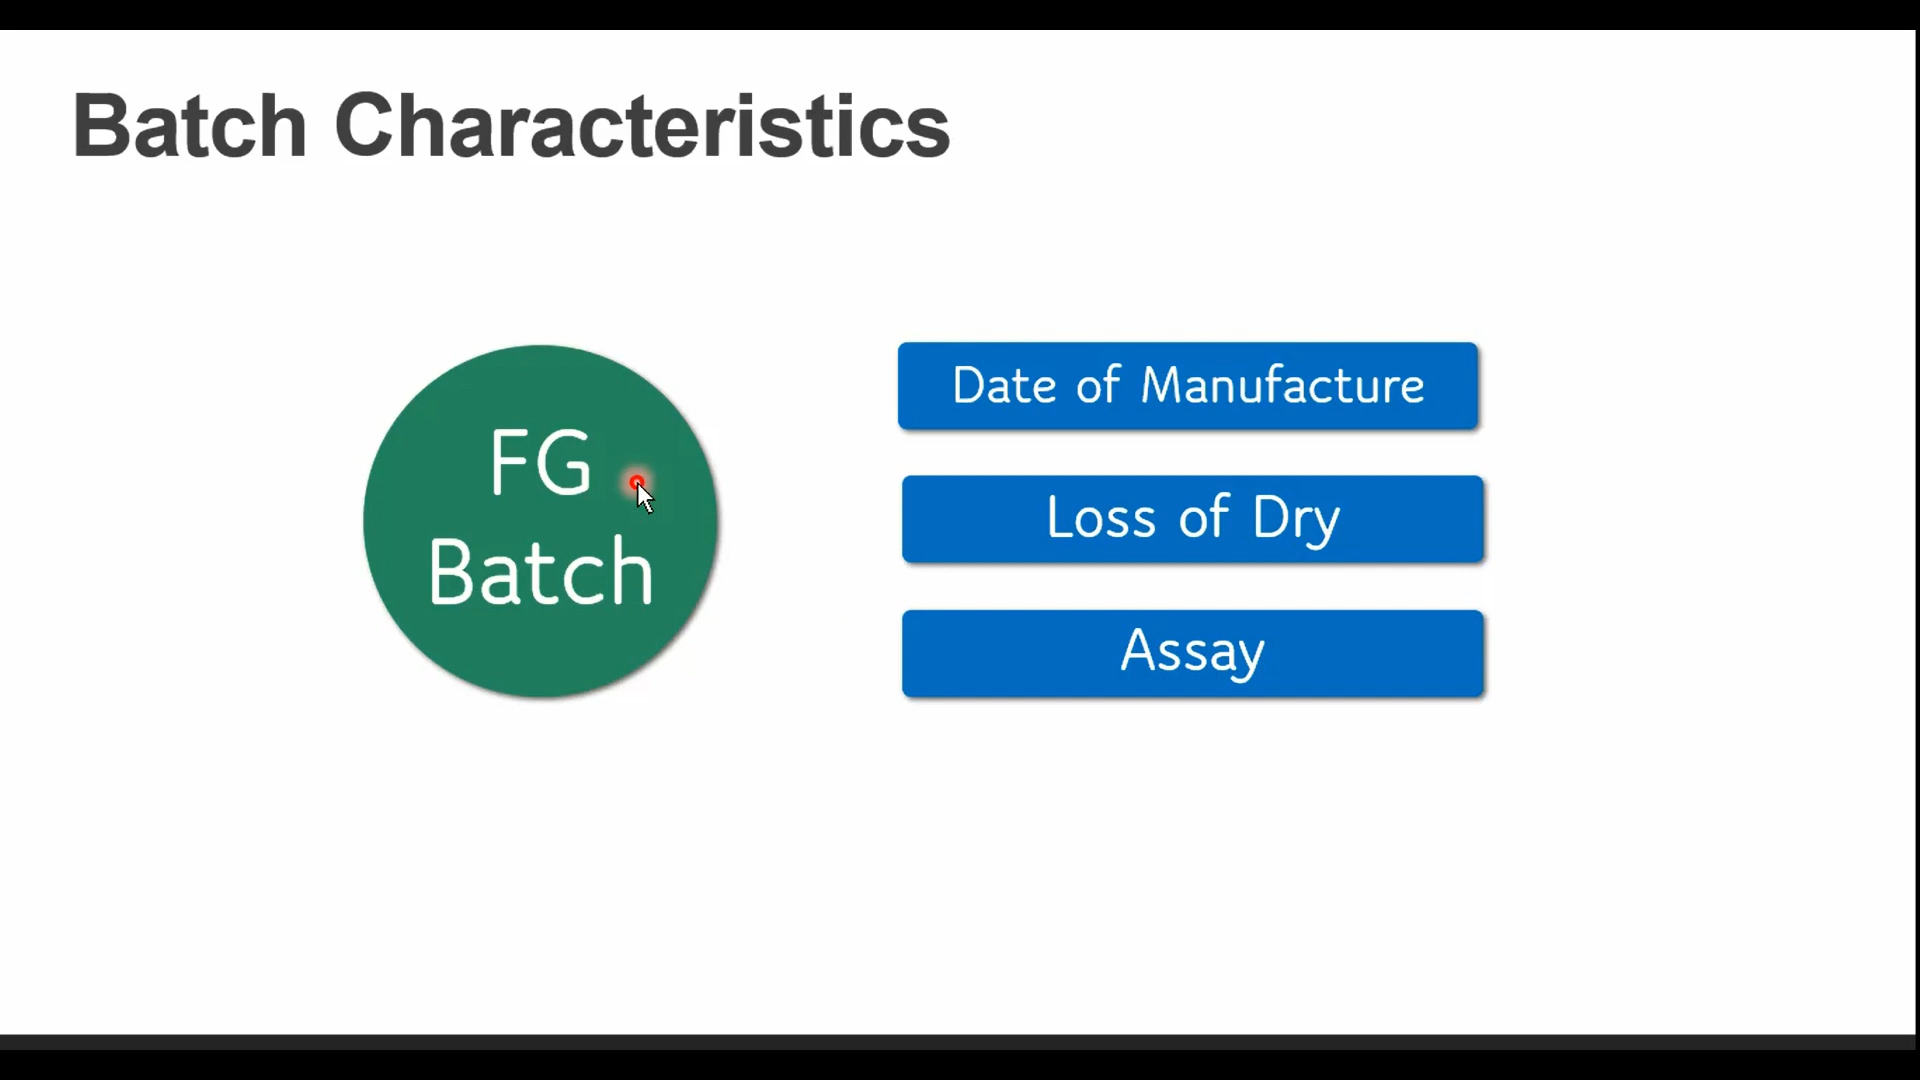 Batch Characteristics
FG
Batch
Date of Manufacture
Loss of Dry
Assay